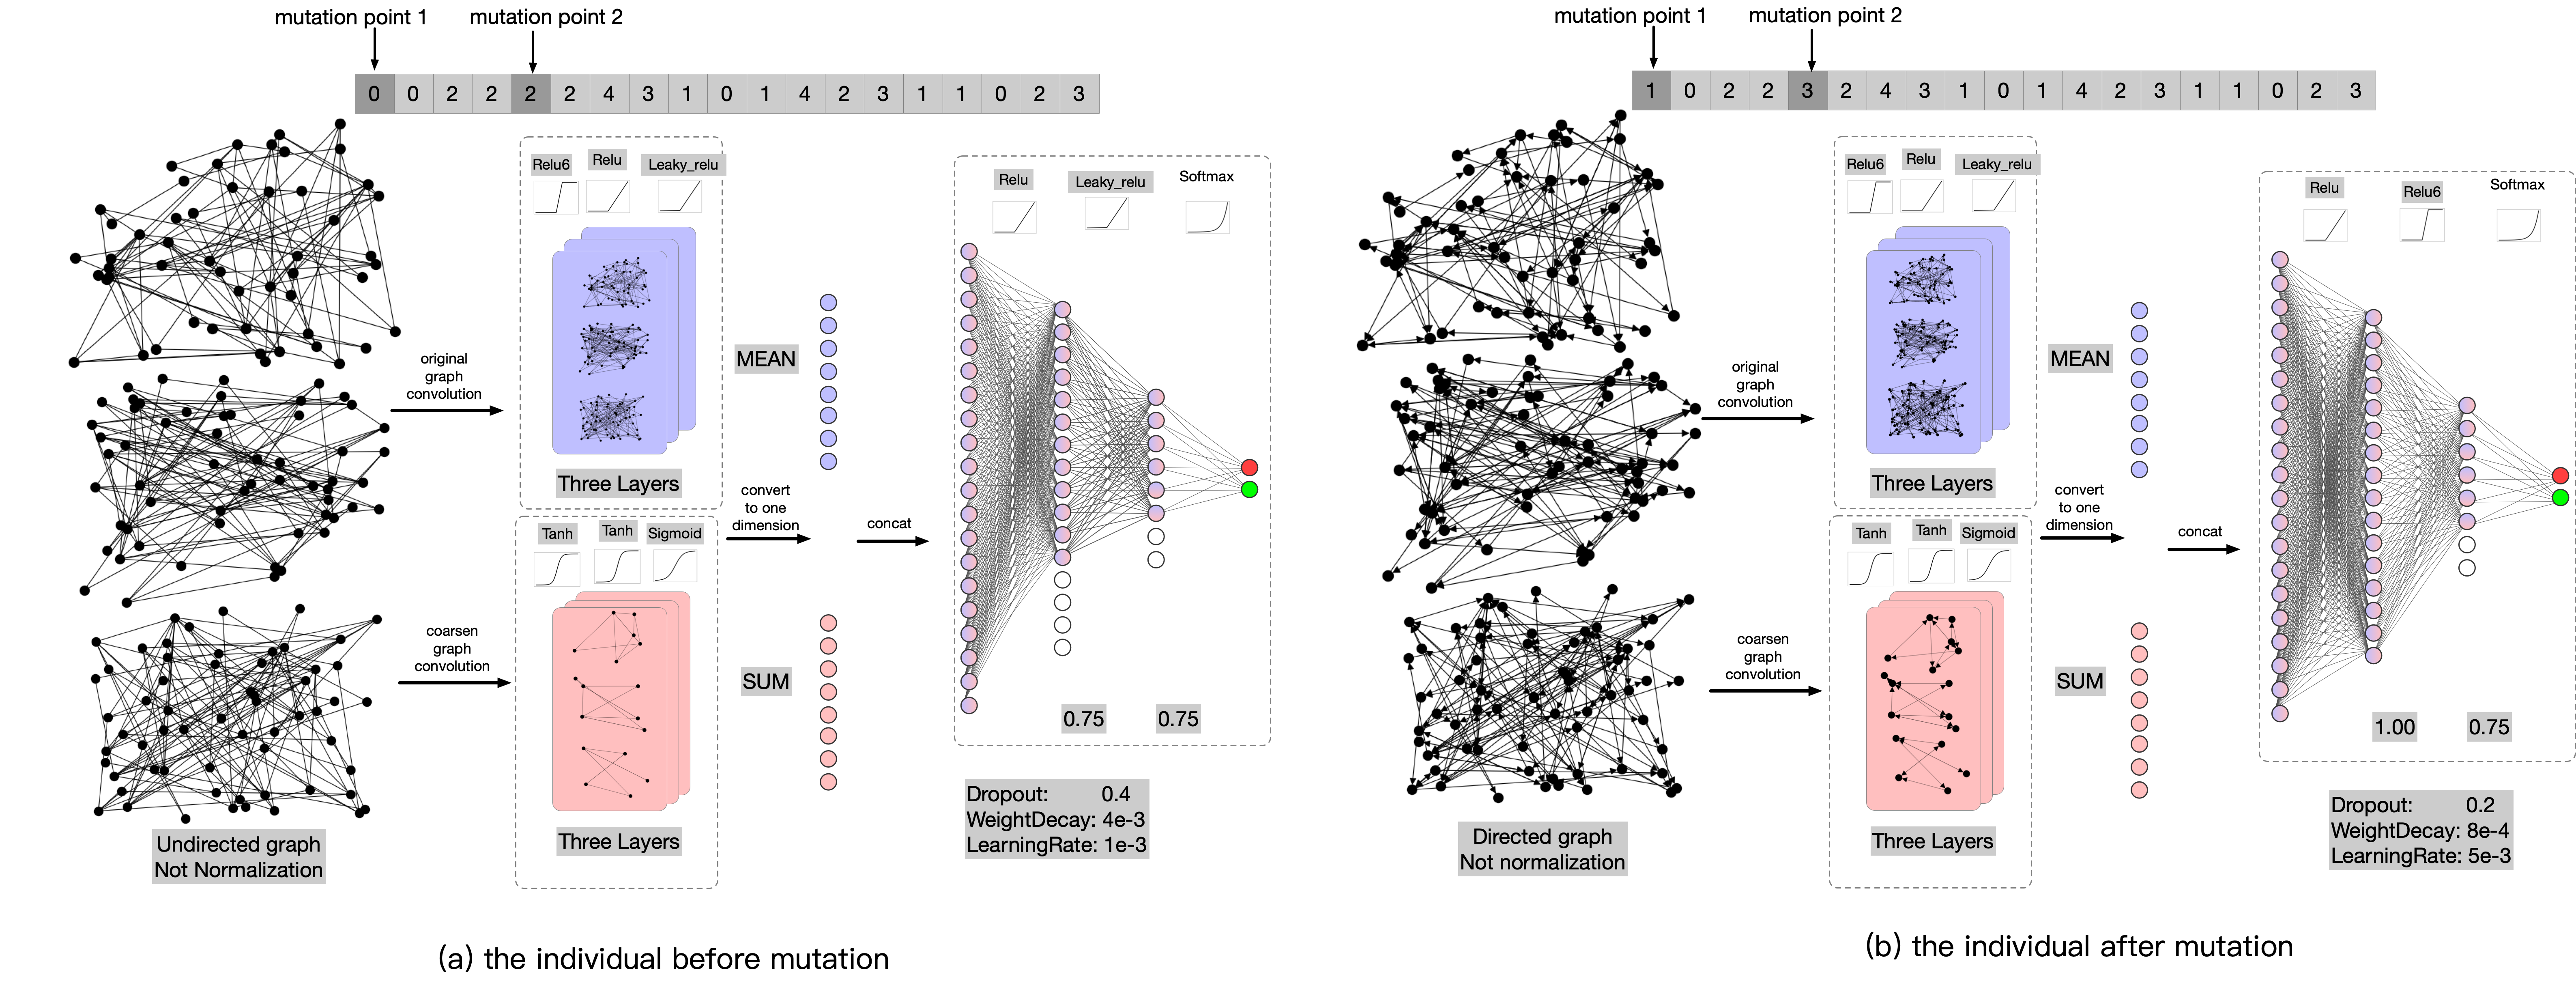 mutation point 1 mutation point 2
0 0 2 2 2 2 4 3 1 0 1 4 2 3 1 1 0 2 3
Relu6 Relu Leaky_relu
Relu Leaky_relu Softmax
original
graph
convolution
MEAN
Three Layers
convert
to one
dimension
concat
Tanh Tanh Sigmoid
coarsen
graph
convolution
SUM
0.75 0.75
Three Layers
Undirected graph
Not Normalization
Dropout: 0.4
WeightDecay: 4e-3
LearningRate: 1e-3
(a) the individual before mutation
mutation point 1 mutation point 2
1 0 2 2 3 2 4 3 1 0 1 4 2 3 1 1 0 2 3
Relu6 Relu Leaky_relu
Relu Relu6 Softmax
original
graph
convolution
MEAN
Three Layers
convert
to one
dimension
concat
Tanh Tanh Sigmoid
coarsen
graph
convolution
SUM
1.00 0.75
Three Layers
Directed graph
Not normalization
Dropout: 0.2
WeightDecay: 8e-4
LearningRate: 5e-3
(b) the individual after mutation